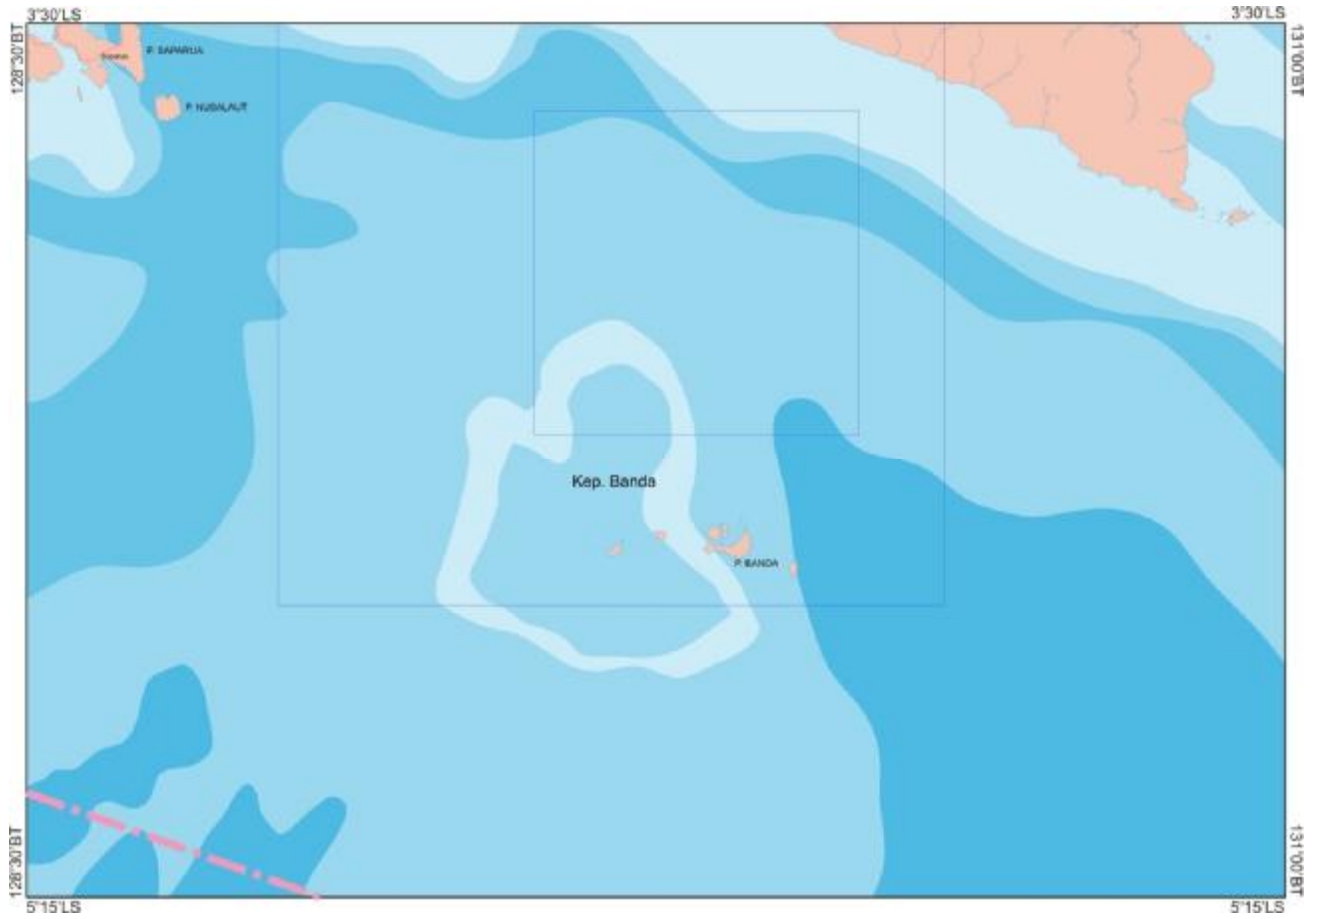 3°30'LS
3°30'LS
128°30'BT
131°00'BT
P. SAPARUA
P. NUSALAUT
Kep. Banda
P. BANDA
128°30'BT
131°00'BT
5°15'LS
5°15'LS